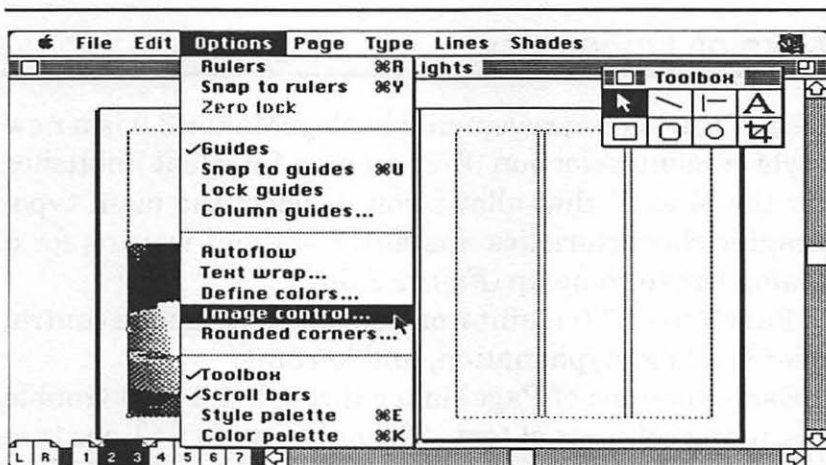 File Edit Options Page Type Lines Shades
ights
Toolbox
A
Rulers ⌘R
Snap to rulers ⌘Y
Zero lock
✓Guides
Snap to guides ⌘U
Lock guides
Column guides...
Autoflow
Text wrap...
Define colors...
Image control...
Rounded corners...
✓Toolbox
✓Scroll bars
Style palette ⌘E
Color palette ⌘K
L R 1 2 3 4 5 6 7